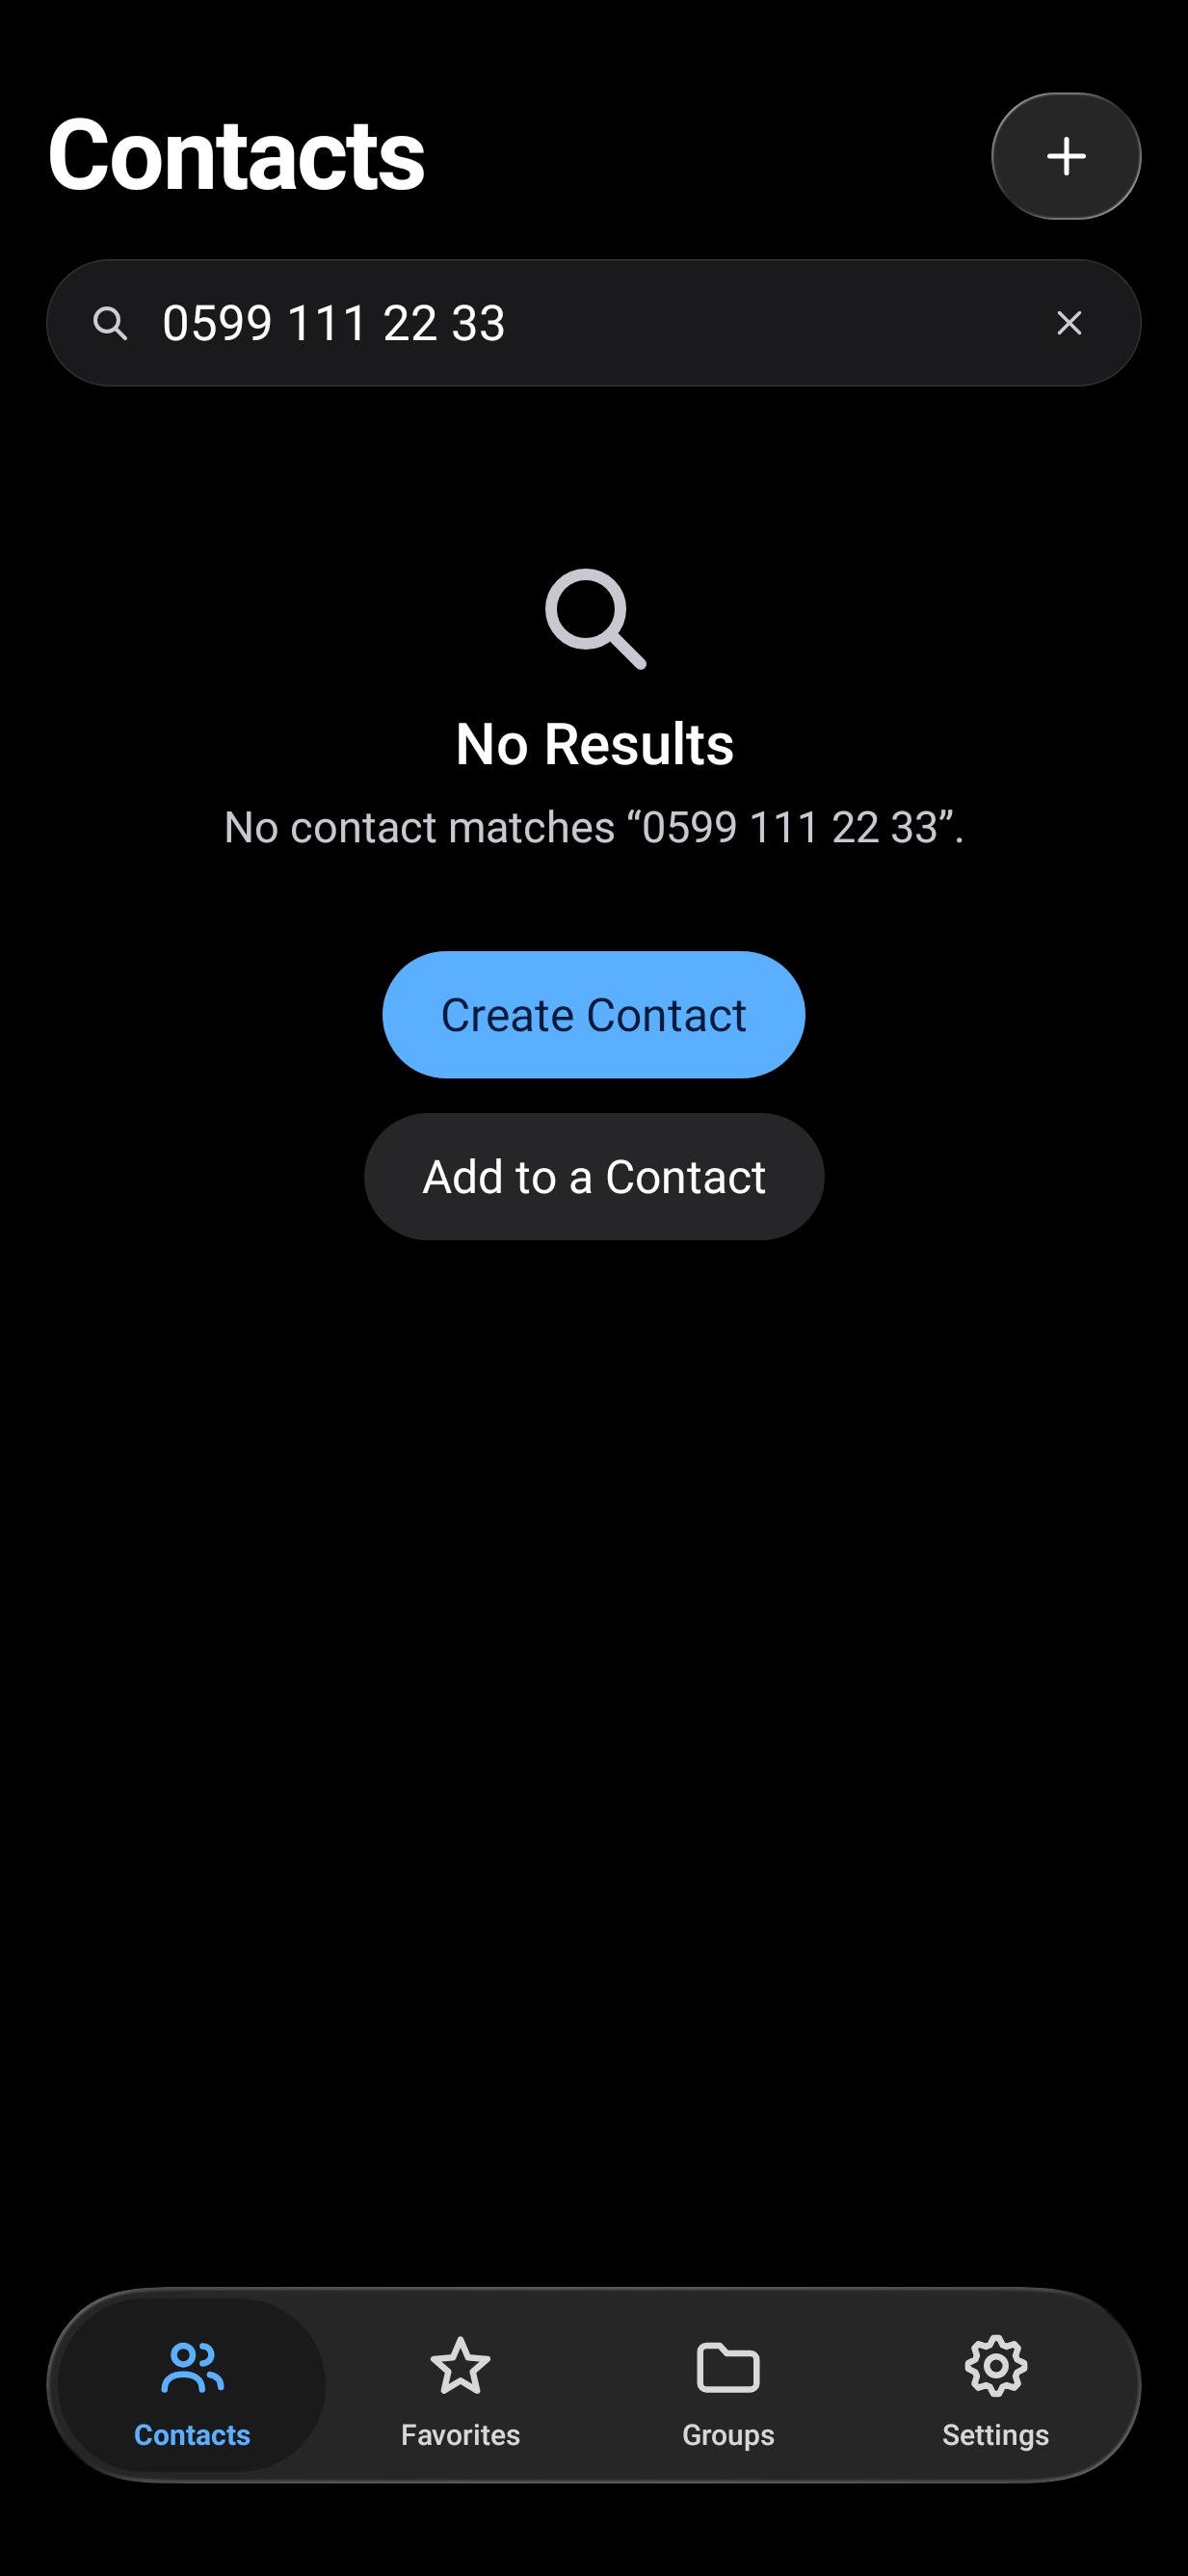 Contacts
0599 111 22 33
No Results
No contact matches “0599 111 22 33”.
Create Contact
Add to a Contact
Contacts
Favorites
Groups
Settings